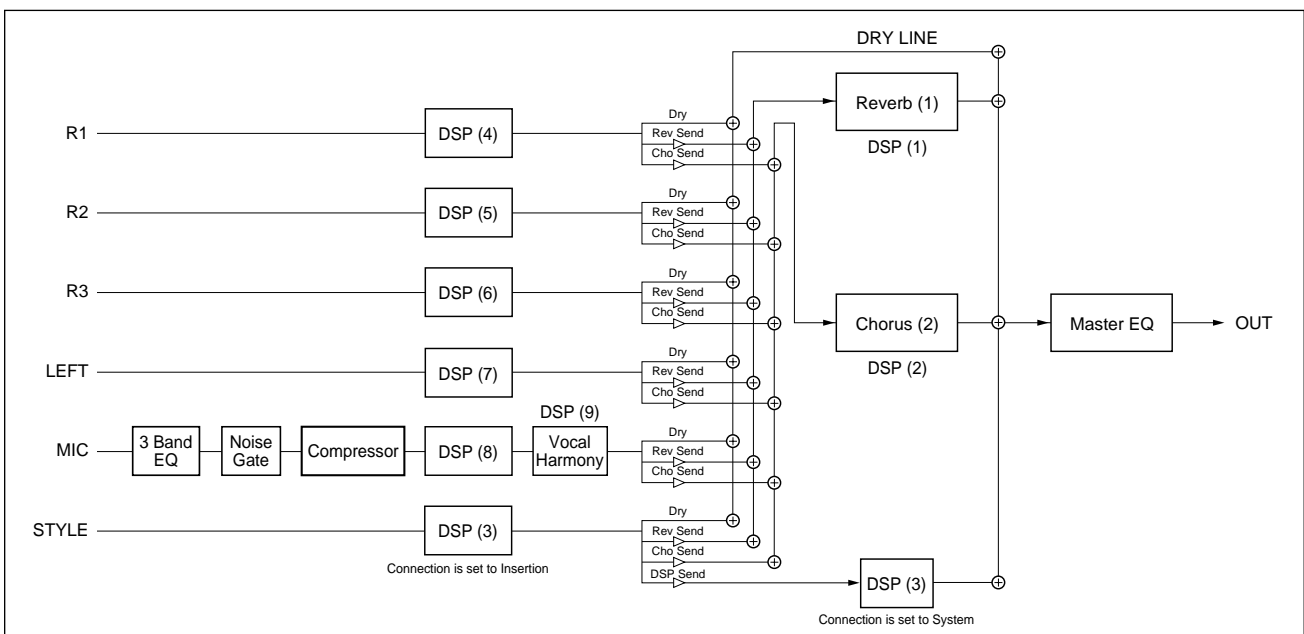 DRY LINE
Reverb (1)
DSP (1)
R1
DSP (4)
Dry
Rev Send
Cho Send
R2
DSP (5)
Dry
Rev Send
Cho Send
R3
DSP (6)
Dry
Rev Send
Cho Send
Chorus (2)
DSP (2)
Master EQ
OUT
LEFT
DSP (7)
Dry
Rev Send
Cho Send
MIC
3 Band
EQ
Noise
Gate
Compressor
DSP (8)
DSP (9)
Vocal
Harmony
Dry
Rev Send
Cho Send
STYLE
DSP (3)
Connection is set to Insertion
Dry
Rev Send
Cho Send
DSP Send
DSP (3)
Connection is set to System